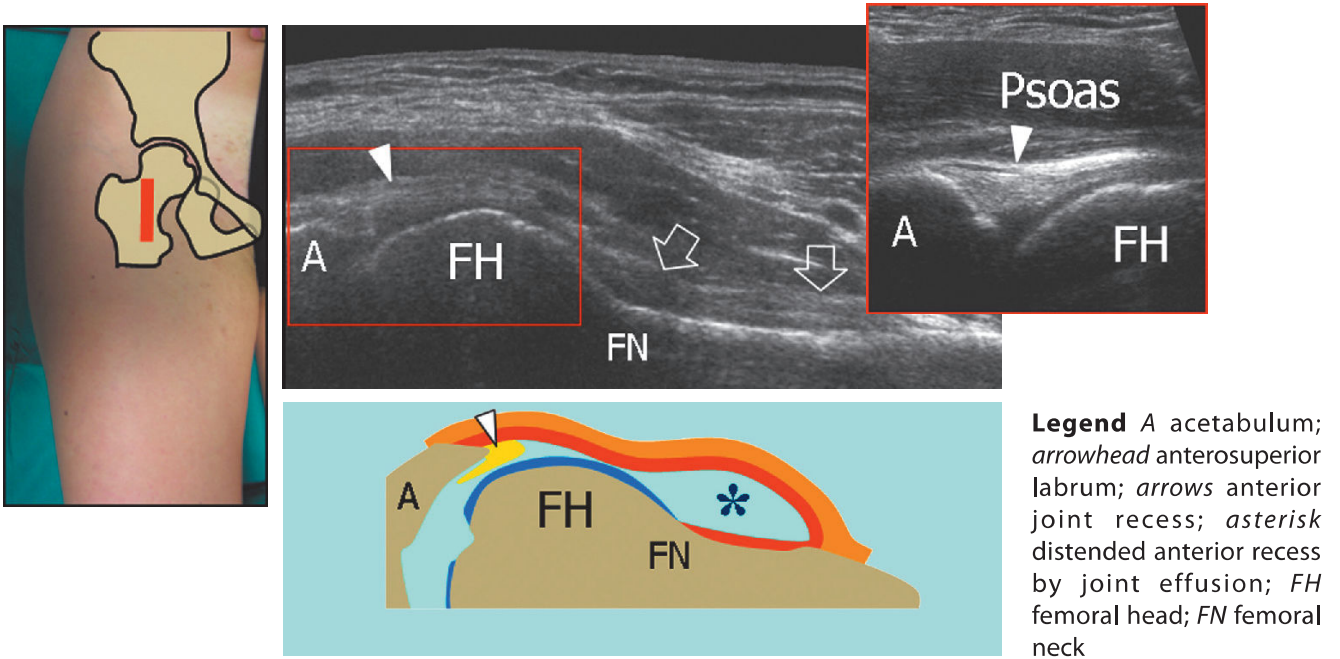 A
FH
FN
Psoas
A
FH
A
FH
FN
*
Legend A acetabulum;
arrowhead anterosuperior
labrum; arrows anterior
joint recess; asterisk
distended anterior recess
by joint effusion; FH
femoral head; FN femoral
neck